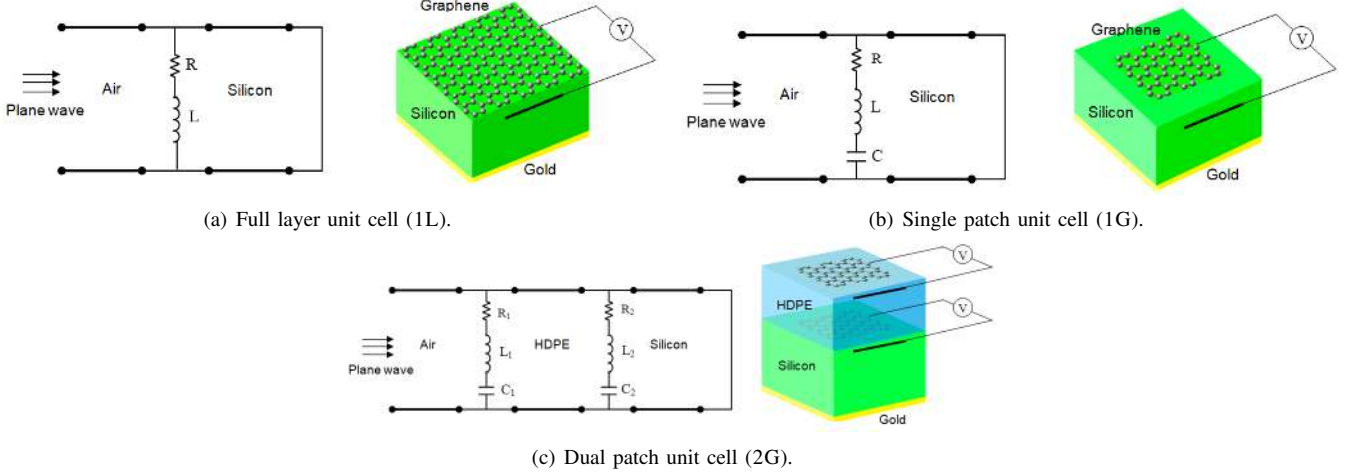 Graphene
V
R
Air
Silicon
Plane wave
L
Silicon
Gold
(a) Full layer unit cell (1L).
Graphene
V
R
Air
L
Silicon
Plane wave
C
Silicon
Gold
(b) Single patch unit cell (1G).
V
R1
R2
HDPE
V
Air
L1
HDPE
L2
Silicon
Plane wave
C1
C2
Silicon
Gold
(c) Dual patch unit cell (2G).